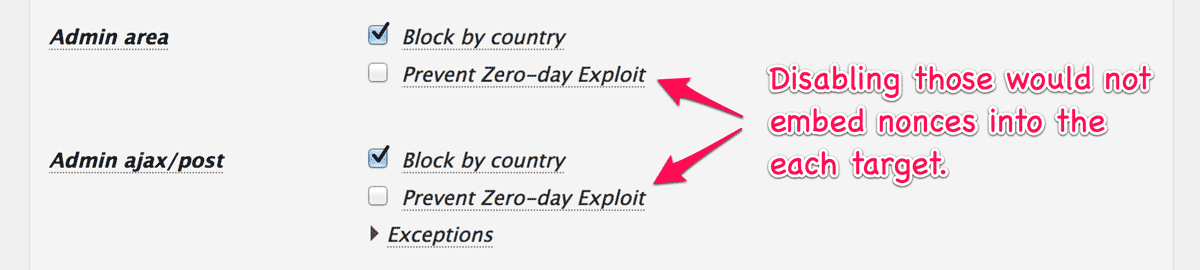 Admin area
Block by country
Prevent Zero-day Exploit
Admin ajax/post
Block by country
Prevent Zero-day Exploit
Exceptions
Disabling those would not
embed nonces into the
each target.